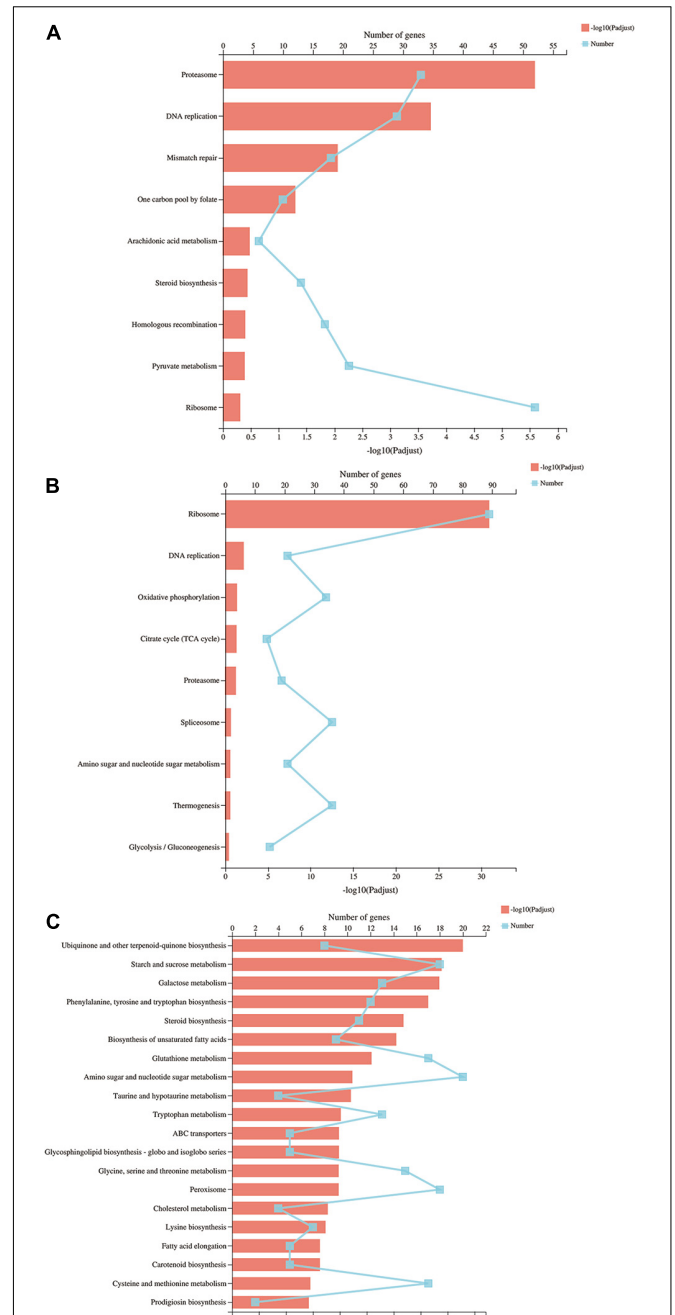 A
Number of genes
-log10(Padjust)
Number
0 5 10 15 20 25 30 35 40 45 50 55
Proteasome
DNA replication
Mismatch repair
One carbon pool by folate
Arachidonic acid metabolism
Steroid biosynthesis
Homologous recombination
Pyruvate metabolism
Ribosome
0 0.5 1 1.5 2 2.5 3 3.5 4 4.5 5 5.5 6
-log10(Padjust)
B
Number of genes
-log10(Padjust)
Number
0 10 20 30 40 50 60 70 80 90
Ribosome
DNA replication
Oxidative phosphorylation
Citrate cycle (TCA cycle)
Proteasome
Spliceosome
Amino sugar and nucleotide sugar metabolism
Thermogenesis
Glycolysis / Gluconeogenesis
0 5 10 15 20 25 30
-log10(Padjust)
C
Number of genes
-log10(Padjust)
Number
0 2 4 6 8 10 12 14 16 18 20 22
Ubiquinone and other terpenoid-quinone biosynthesis
Starch and sucrose metabolism
Galactose metabolism
Phenylalanine, tyrosine and tryptophan biosynthesis
Steroid biosynthesis
Biosynthesis of unsaturated fatty acids
Glutathione metabolism
Amino sugar and nucleotide sugar metabolism
Taurine and hypotaurine metabolism
Tryptophan metabolism
ABC transporters
Glycosphingolipid biosynthesis - globo and isoglobo series
Glycine, serine and threonine metabolism
Peroxisome
Cholesterol metabolism
Lysine biosynthesis
Fatty acid elongation
Carotenoid biosynthesis
Cysteine and methionine metabolism
Prodigiosin biosynthesis